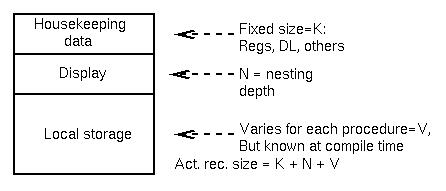 Housekeeping
data
Fixed size=K:
Regs, DL, others
Display
N = nesting
depth
Local storage
Varies for each procedure=V,
But known at compile time
Act. rec. size = K + N + V